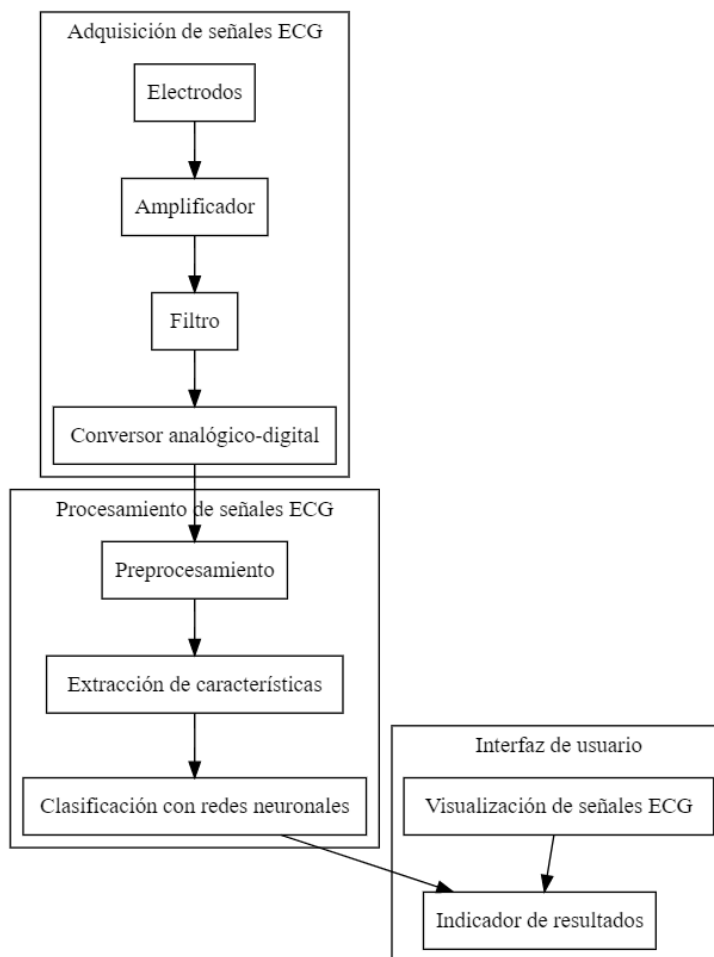 Adquisición de señales ECG
Electrodos
Amplificador
Filtro
Conversor analógico-digital
Procesamiento de señales ECG
Preprocesamiento
Extracción de características
Clasificación con redes neuronales
Interfaz de usuario
Visualización de señales ECG
Indicador de resultados